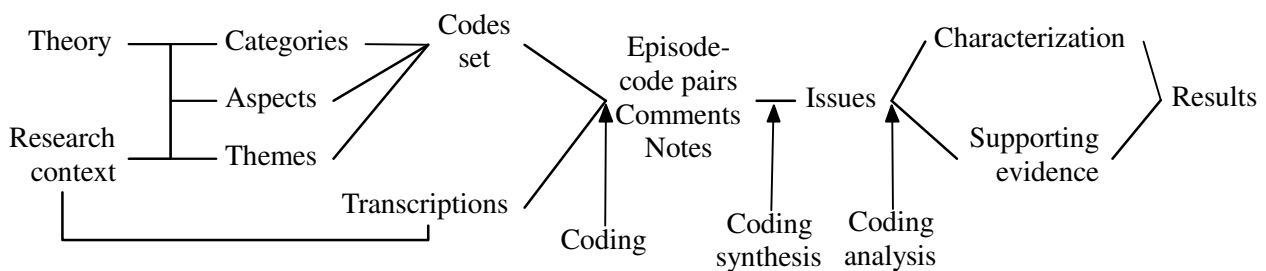 Theory
Categories
Codes
set
Aspects
Research
context
Themes
Transcriptions
Episode-
code pairs
Comments
Notes
Coding
Issues
Coding
synthesis
Coding
analysis
Characterization
Supporting
evidence
Results